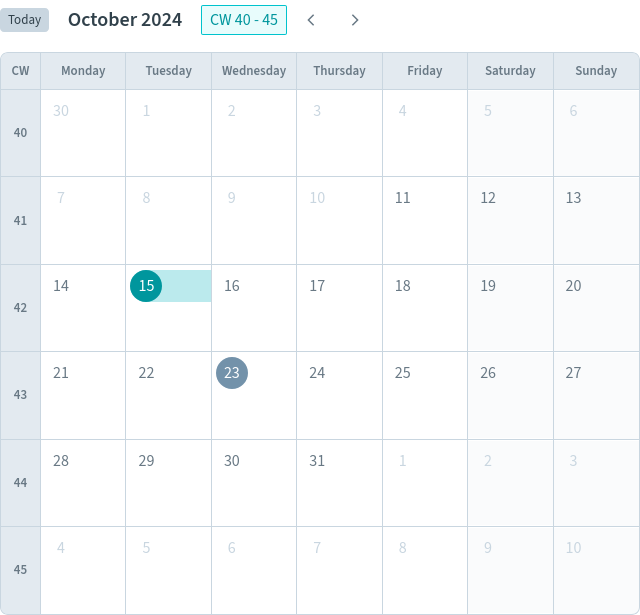 Today October 2024 CW 40 - 45
CW Monday Tuesday Wednesday Thursday Friday Saturday Sunday
40 30 1 2 3 4 5 6
41 7 8 9 10 11 12 13
42 14 15 16 17 18 19 20
43 21 22 23 24 25 26 27
44 28 29 30 31 1 2 3
45 4 5 6 7 8 9 10